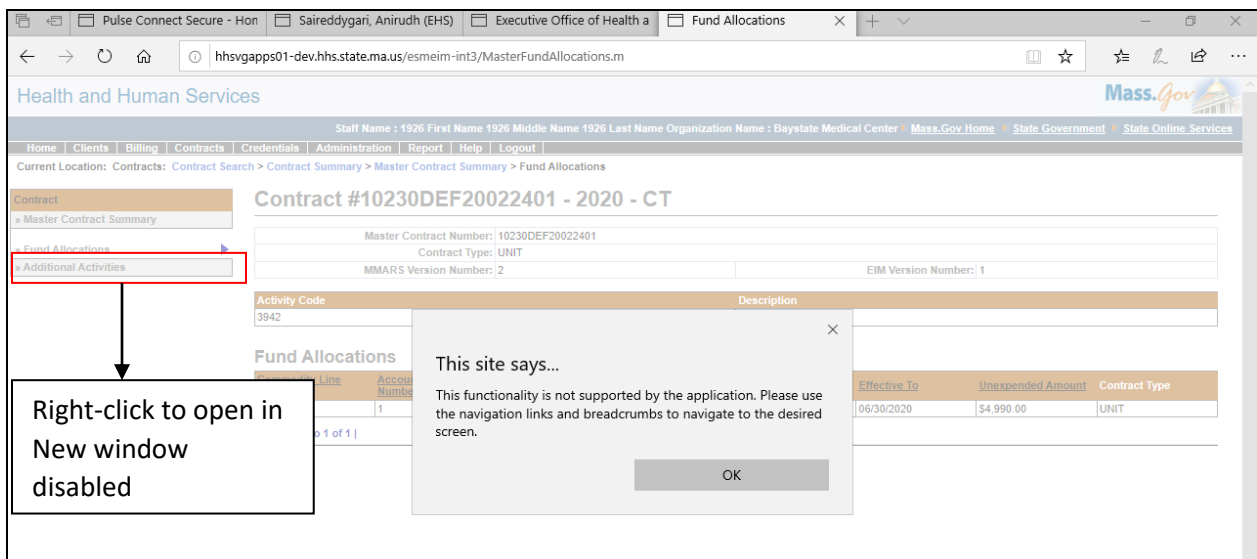 Pulse Connect Secure - Hon
Saireddygari, Anirudh (EHS)
Executive Office of Health a
Fund Allocations
hhsvgapps01-dev.hhs.state.ma.us/esmeim-int3/MasterFundAllocations.m
Health and Human Services
Mass.Gov
Staff Name : 1926 First Name 1926 Middle Name 1926 Last Name Organization Name : Baystate Medical Center Mass.Gov Home State Government State Online Services
Home | Clients | Billing | Contracts | Credentials | Administration | Report | Help | Logout |
Current Location: Contracts: Contract Search > Contract Summary > Master Contract Summary > Fund Allocations
Contract
» Master Contract Summary
» Fund Allocations
» Additional Activities
Contract #10230DEF20022401 - 2020 - CT
Master Contract Number: 10230DEF20022401
Contract Type: UNIT
MMARS Version Number: 2 EIM Version Number: 1
Activity Code Description
3942
Fund Allocations
Commodity Line Accou Numbe Effective To Unexpended Amount Contract Type
1 06/30/2020 $4,990.00 UNIT
o 1 of 1 |
This site says...
This functionality is not supported by the application. Please use
the navigation links and breadcrumbs to navigate to the desired
screen.
OK
Right-click to open in
New window
disabled